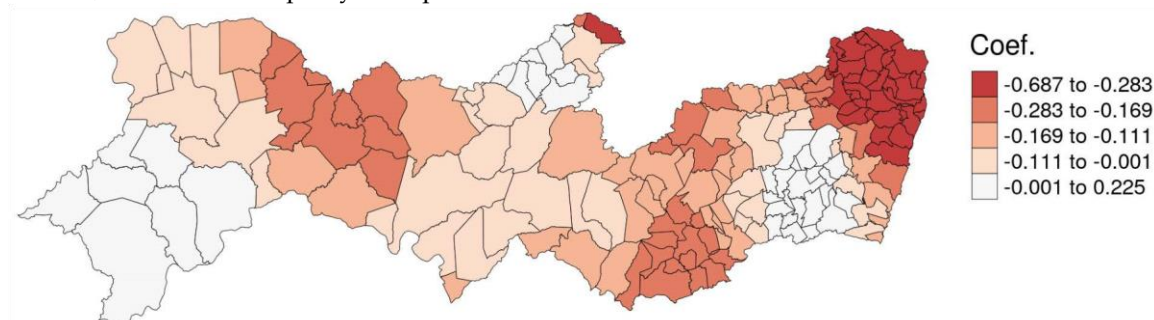 Coef.
-0.687 to -0.283
-0.283 to -0.169
-0.169 to -0.111
-0.111 to -0.001
-0.001 to 0.225